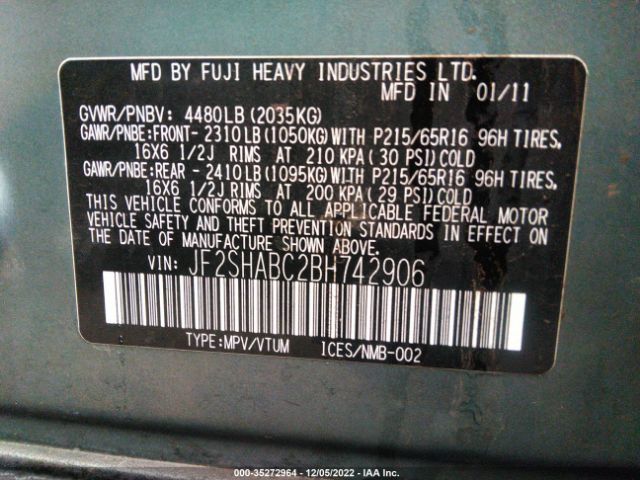 MFD BY FUJI HEAVY INDUSTRIES LTD.
MFD IN 01/11
GVWR/PNBV: 4480LB(2035KG)
GAWR/PNBE:FRONT- 2310LB(1050KG)WITH P215/65R16 96H TIRES,
16X6 1/2J RIMS AT 210 KPA( 30 PSI)COLD
GAWR/PNBE:REAR - 2410LB(1095KG)WITH P215/65R16 96H TIRES,
16X6 1/2J RIMS AT 200 KPA( 29 PSI)COLD
THIS VEHICLE CONFORMS TO ALL APPLICABLE FEDERAL MOTOR
VEHICLE SAFETY AND THEFT PREVENTION STANDARDS IN EFFECT ON
THE DATE OF MANUFACTURE SHOWN ABOVE.
VIN: JF2SHABC2BH742906
TYPE:MPV/VTUM ICES/NMB-002
000-35272964 - 12/05/2022 - IAA Inc.